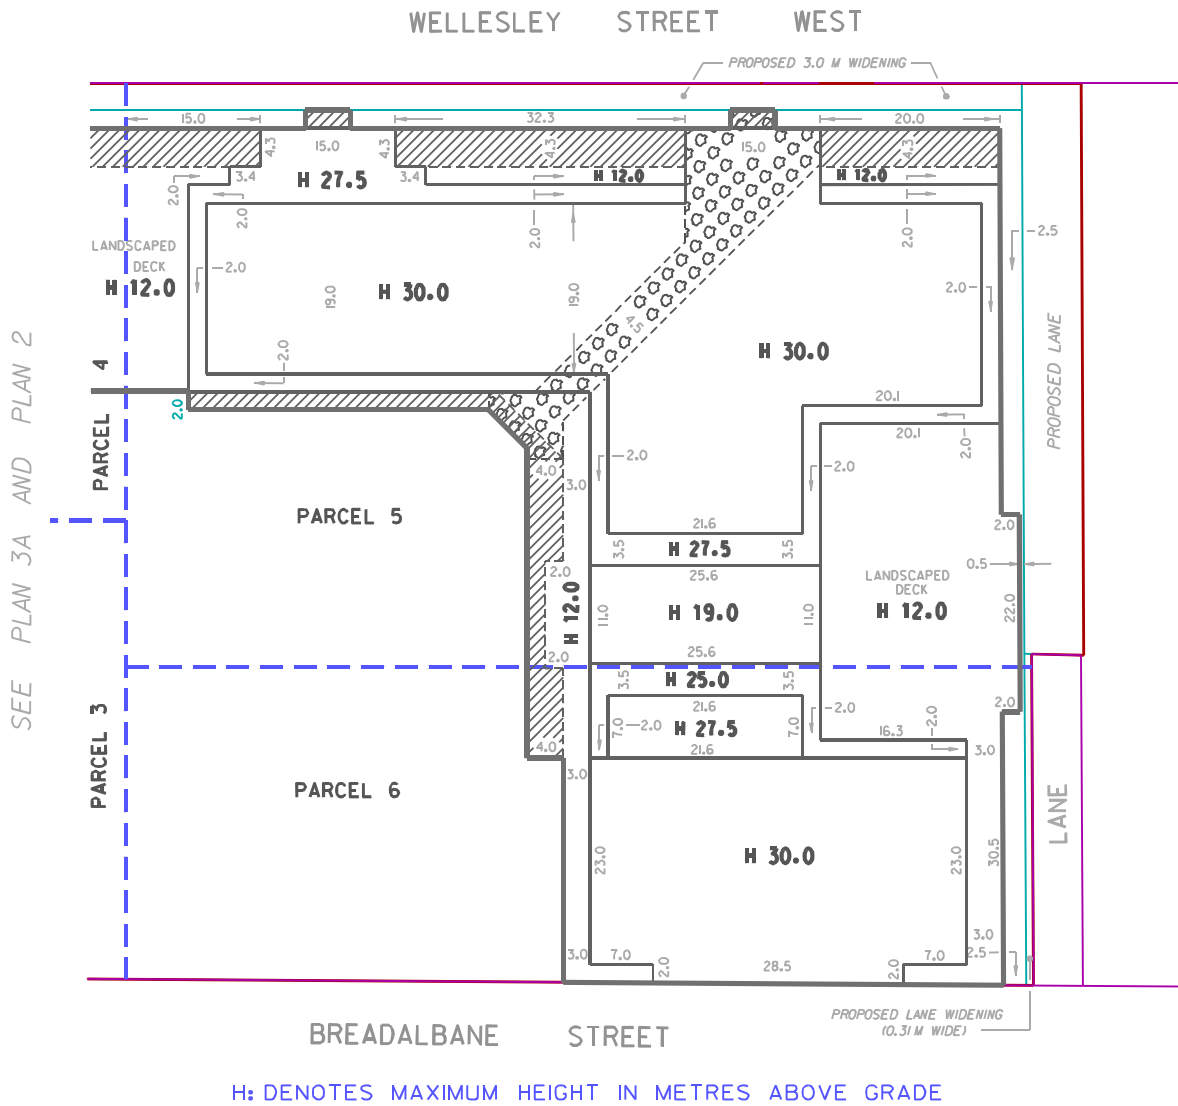 WELLESLEY STREET WEST
PROPOSED 3.0 M WIDENING
15.0
32.3
20.0
4.3
15.0
4.3
4.3
15.0
4.3
2.0
3.4
H 27.5
3.4
H 12.0
H 12.0
2.0
2.0
2.0
2.5
LANDSCAPED
DECK
H 12.0
2.0
19.0
H 30.0
19.0
4.5
2.0
PROPOSED LANE
H 30.0
2.0
SEE PLAN 3A AND PLAN 2
PARCEL 4
2.0
20.1
20.1
2.0
4.0
3.0
2.0
2.0
PARCEL 5
21.6
3.5
H 27.5
3.5
2.0
0.5
25.6
2.0
H 12.0
11.0
H 19.0
11.0
LANDSCAPED
DECK
H 12.0
22.0
2.0
25.6
3.5
H 25.0
3.5
21.6
2.0
7.0
2.0
H 27.5
7.0
2.0
16.3
2.0
21.6
3.0
4.0
3.0
PARCEL 3
PARCEL 6
LANE
H 30.0
23.0
23.0
30.5
3.0
3.0
7.0
2.0
28.5
2.0
7.0
2.5
PROPOSED LANE WIDENING
(0.31 M WIDE)
BREADALBANE STREET
H: DENOTES MAXIMUM HEIGHT IN METRES ABOVE GRADE